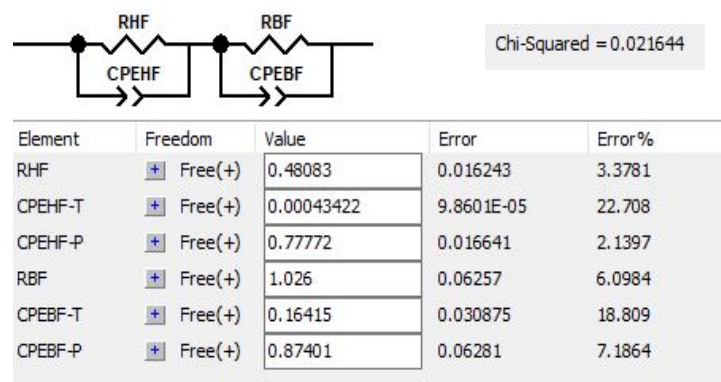 RHF RBF
Chi-Squared = 0.021644
CPEHF CPEBF
Element Freedom Value Error Error%
RHF + Free(+) 0.48083 0.016243 3.3781
CPEHF-T + Free(+) 0.00043422 9.8601E-05 22.708
CPEHF-P + Free(+) 0.77772 0.016641 2.1397
RBF + Free(+) 1.026 0.06257 6.0984
CPEBF-T + Free(+) 0.16415 0.030875 18.809
CPEBF-P + Free(+) 0.87401 0.06281 7.1864